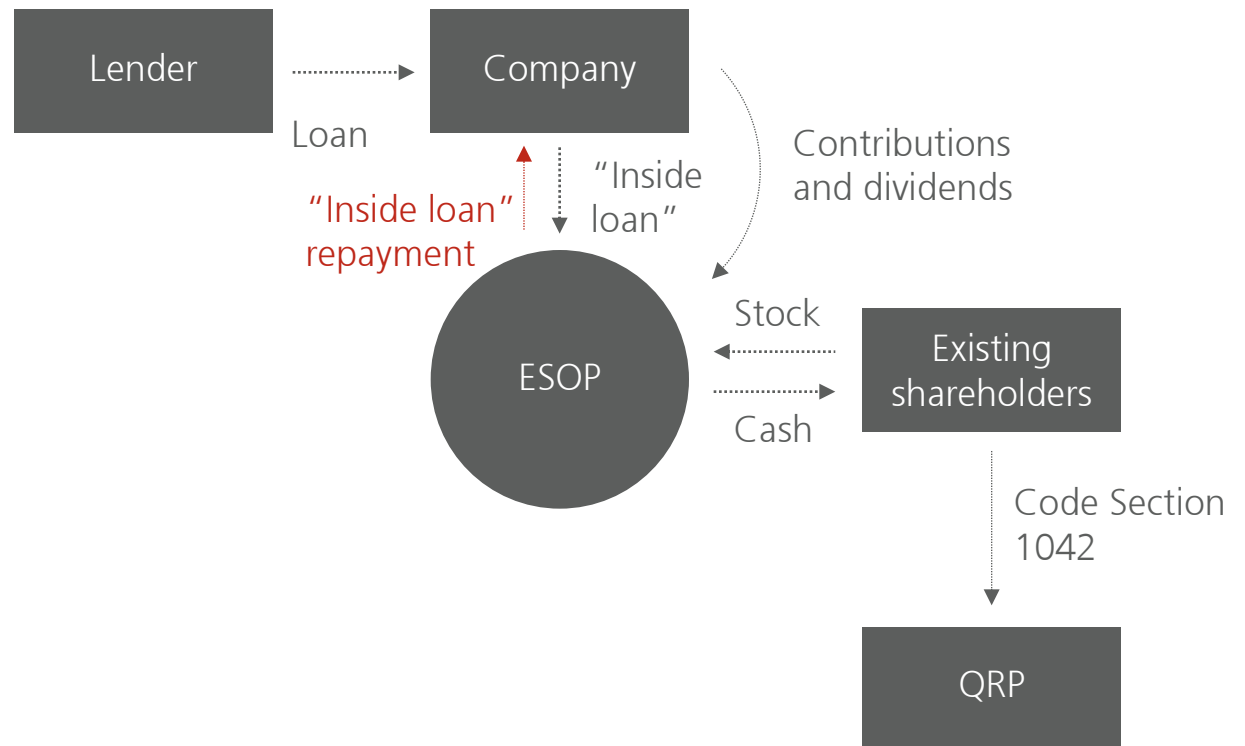 Lender
Company
Loan
Contributions
and dividends
“Inside
loan”
“Inside loan”
repayment
Stock
ESOP
Existing
shareholders
Cash
Code Section
1042
QRP